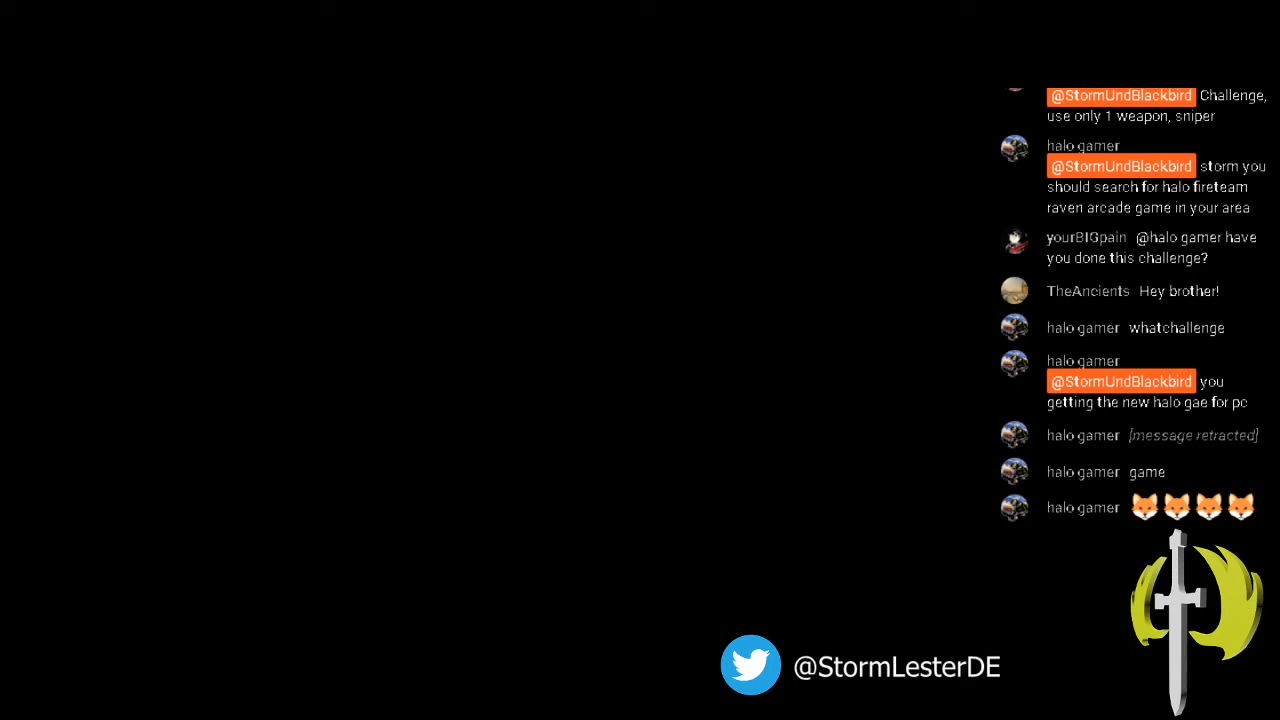 @StormUndBlackbird Challenge,
use only 1 weapon, sniper
halo gamer
@StormUndBlackbird storm you
should search for halo fireteam
raven arcade game in your area
yourBIGpain @halo gamer have
you done this challenge?
TheAncients Hey brother!
halo gamer whatchallenge
halo gamer
@StormUndBlackbird you
getting the new halo gae for pc
halo gamer [message retracted]
halo gamer game
halo gamer 🦊🦊🦊🦊
@StormLesterDE